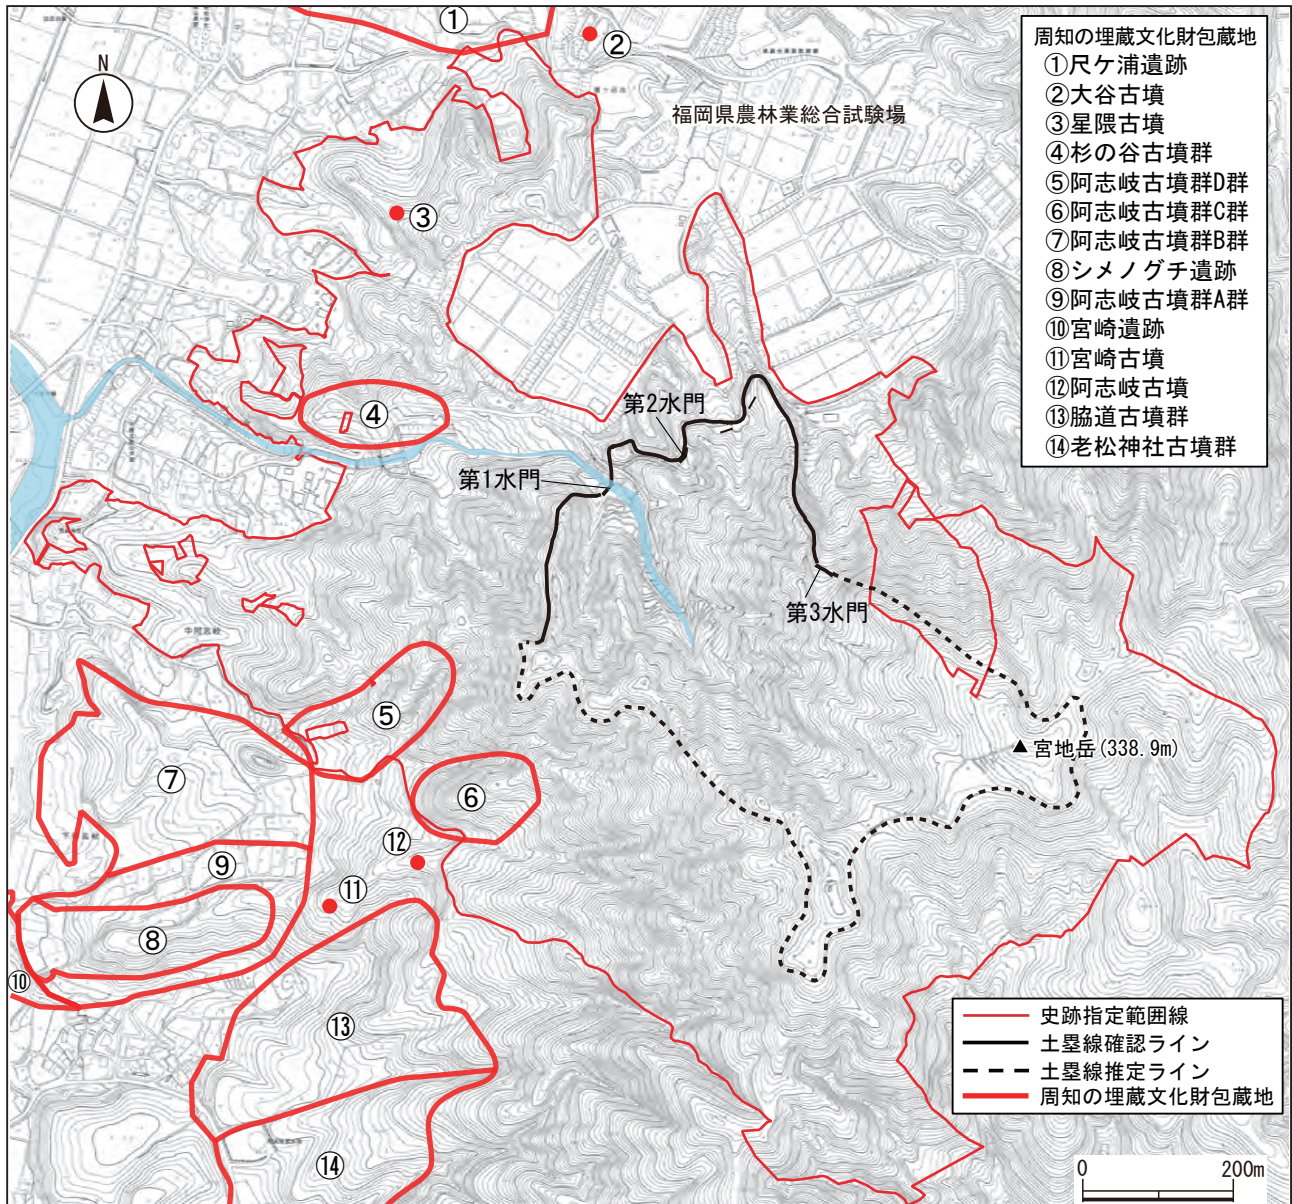 周知の埋蔵文化財包蔵地
①尺ケ浦遺跡
②大谷古墳
③星隈古墳
④杉の谷古墳群
⑤阿志岐古墳群D群
⑥阿志岐古墳群C群
⑦阿志岐古墳群B群
⑧シメノグチ遺跡
⑨阿志岐古墳群A群
⑩宮崎遺跡
⑪宮崎古墳
⑫阿志岐古墳
⑬脇道古墳群
⑭老松神社古墳群
N
①
②
福岡県農林業総合試験場
③
④
第2水門
第1水門
第3水門
中阿志岐
⑤
⑦
⑥
宮地岳(338.9m)
⑫
⑨
⑪
⑧
⑩
⑬
⑭
史跡指定範囲線
土塁線確認ライン
土塁線推定ライン
周知の埋蔵文化財包蔵地
0 200m